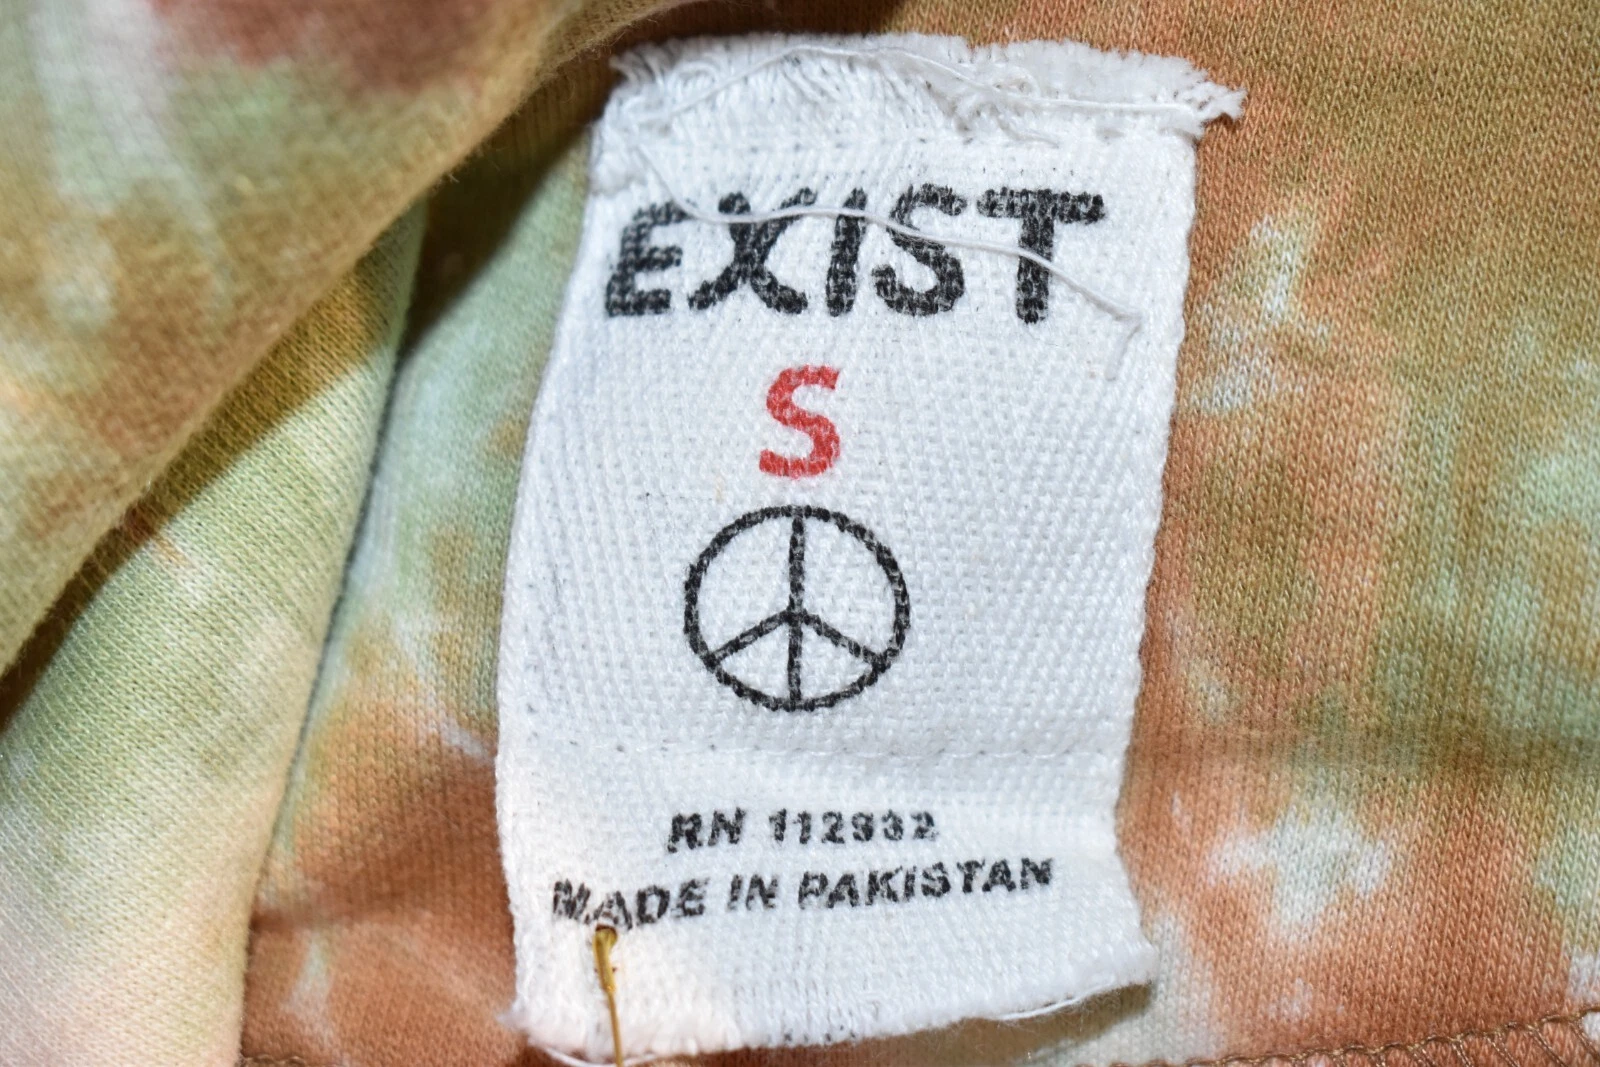 EXIST
S
RN 112932
MADE IN PAKISTAN